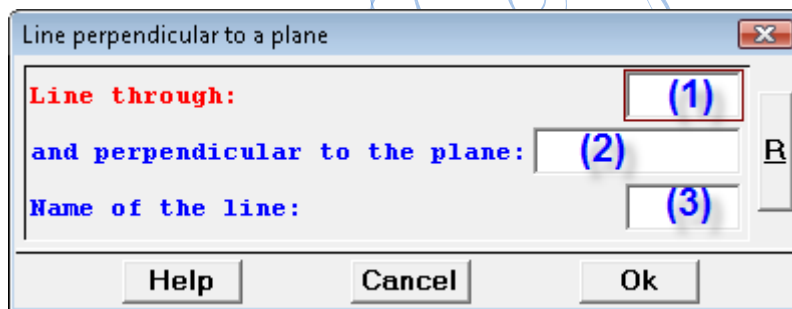 Line perpendicular to a plane
Line through: (1)
and perpendicular to the plane: (2)
R
Name of the line: (3)
Help Cancel Ok